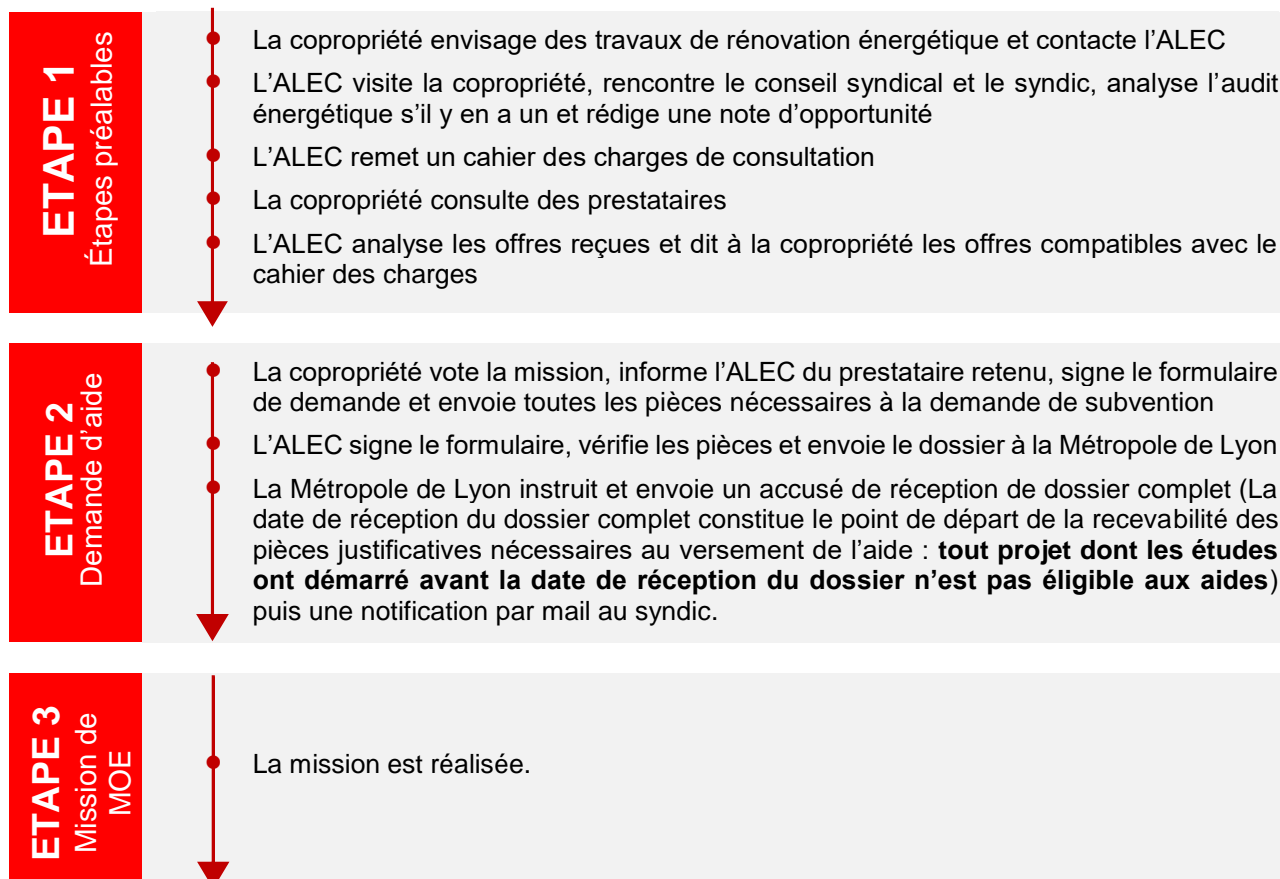 ETAPE 1
Étapes préalables
La copropriété envisage des travaux de rénovation énergétique et contacte l’ALEC
L’ALEC visite la copropriété, rencontre le conseil syndical et le syndic, analyse l’audit
énergétique s’il y en a un et rédige une note d’opportunité
L’ALEC remet un cahier des charges de consultation
La copropriété consulte des prestataires
L’ALEC analyse les offres reçues et dit à la copropriété les offres compatibles avec le
cahier des charges
ETAPE 2
Demande d’aide
La copropriété vote la mission, informe l’ALEC du prestataire retenu, signe le formulaire
de demande et envoie toutes les pièces nécessaires à la demande de subvention
L’ALEC signe le formulaire, vérifie les pièces et envoie le dossier à la Métropole de Lyon
La Métropole de Lyon instruit et envoie un accusé de réception de dossier complet (La
date de réception du dossier complet constitue le point de départ de la recevabilité des
pièces justificatives nécessaires au versement de l’aide : tout projet dont les études
ont démarré avant la date de réception du dossier n’est pas éligible aux aides)
puis une notification par mail au syndic.
ETAPE 3
Mission de
MOE
La mission est réalisée.